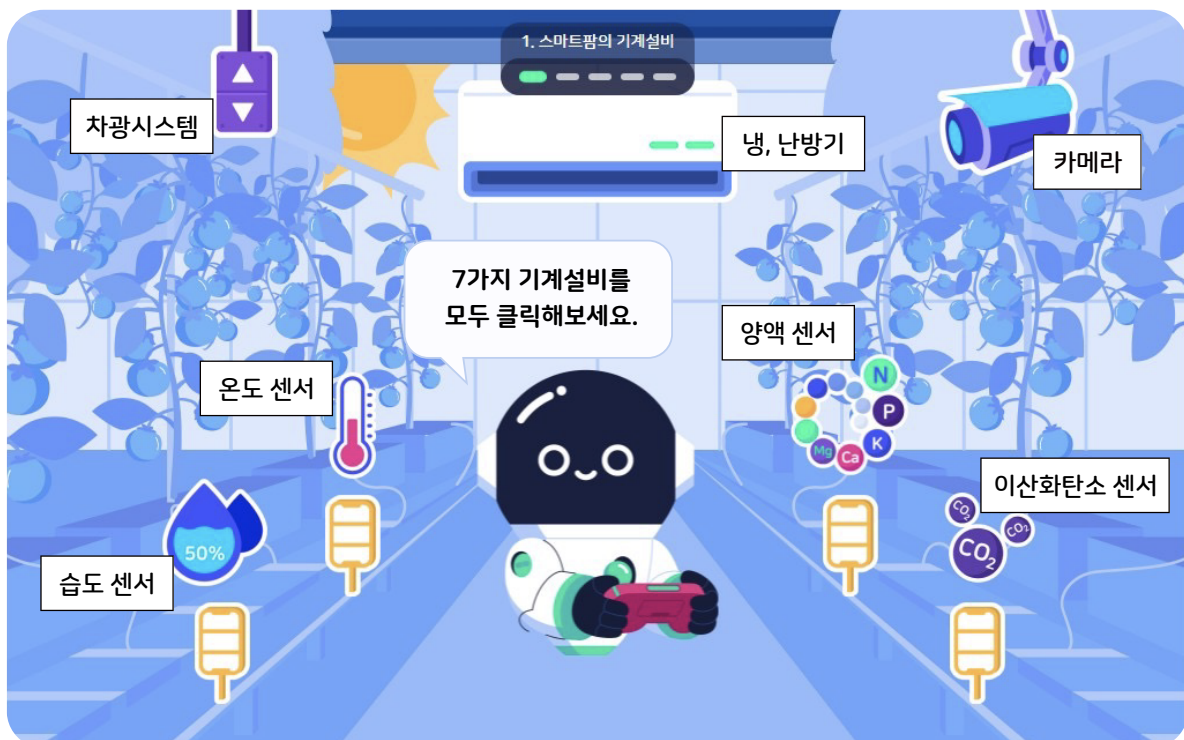 1. 스마트팜의 기계설비
차광시스템
냉, 난방기
카메라
7가지 기계설비를
모두 클릭해보세요.
양액 센서
온도 센서
N
P
K
Ca
Mg
이산화탄소 센서
CO₂
CO₂
CO₂
50%
습도 센서